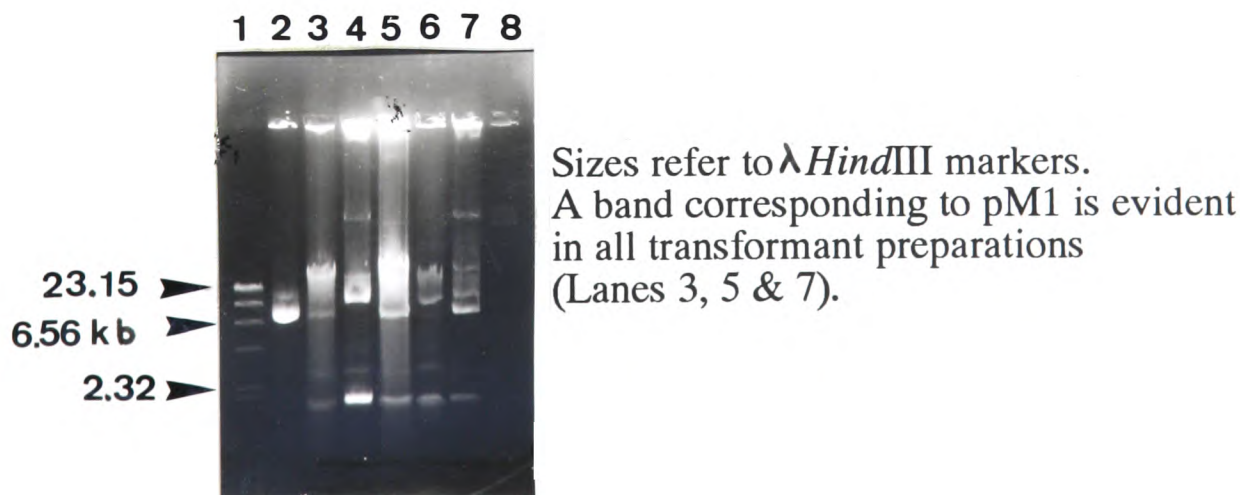 1 2 3 4 5 6 7 8
Sizes refer to λ HindIII markers.
A band corresponding to pM1 is evident
in all transformant preparations
(Lanes 3, 5 & 7).
23.15
6.56 kb
2.32